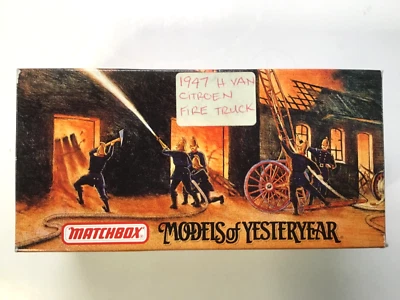 1947 H VAN
CITROEN
FIRE TRUCK
MATCHBOX
MODELS of YESTERYEAR